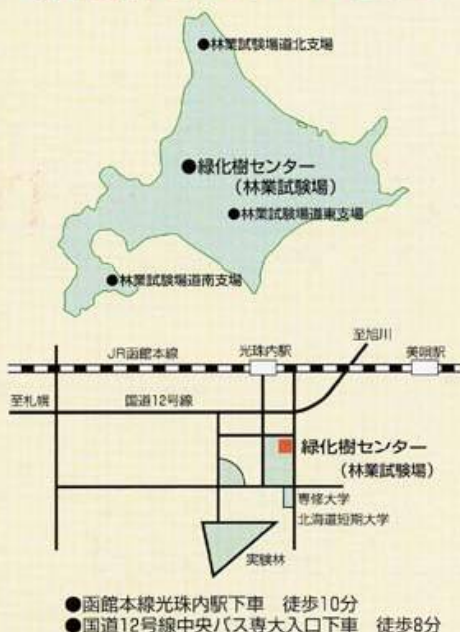 ●林業試験場道北支場
●緑化樹センター
（林業試験場）
●林業試験場道東支場
●林業試験場道南支場
至旭川
JR函館本線
光珠内駅
美唄駅
至札幌
国道12号線
緑化樹センター
（林業試験場）
専修大学
北海道短期大学
実験林
●函館本線光珠内駅下車　徒歩10分
●国道12号線中央バス専大入口下車　徒歩8分